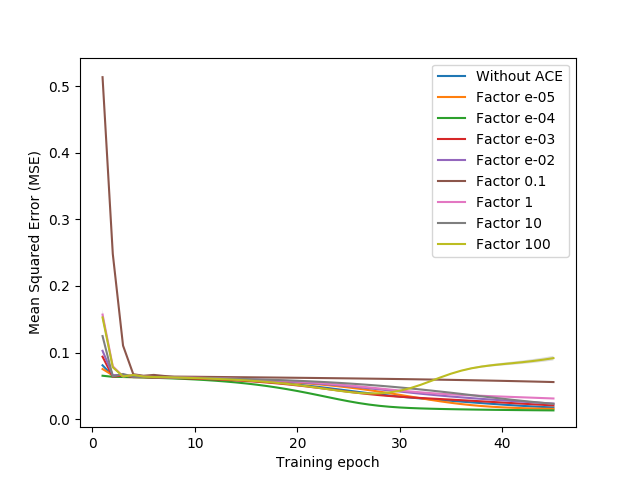 Without ACE
Factor e-05
Factor e-04
Factor e-03
Factor e-02
Factor 0.1
Factor 1
Factor 10
Factor 100
Mean Squared Error (MSE)
0.5
0.4
0.3
0.2
0.1
0.0
0 10 20 30 40
Training epoch